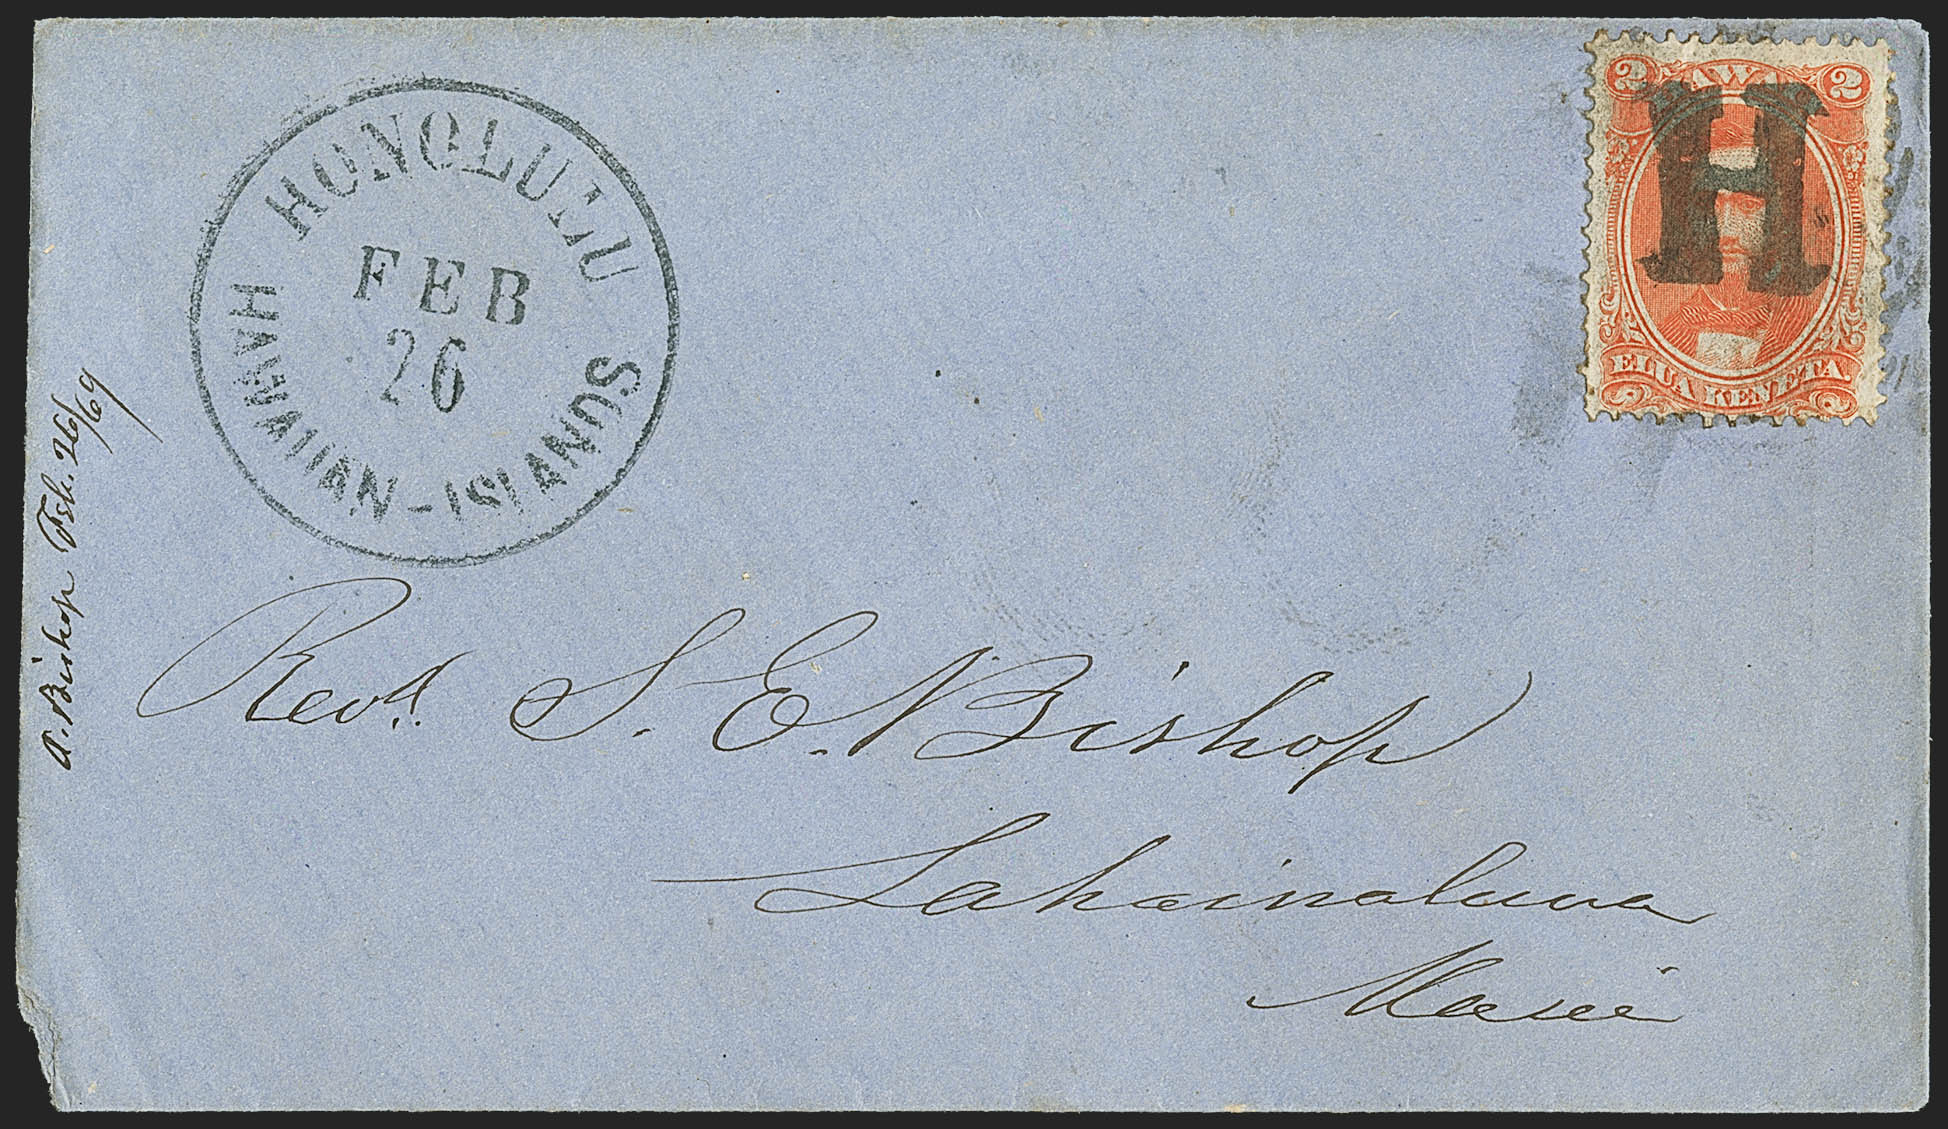 HONOLULU
FEB
26
HAWAIIAN-ISLANDS.
2 HAWAII 2
H
ELUA KENETA.
A. Bishop Feb. 26/69
Revd. S. E. Bishop
Lahainaluna
Maui